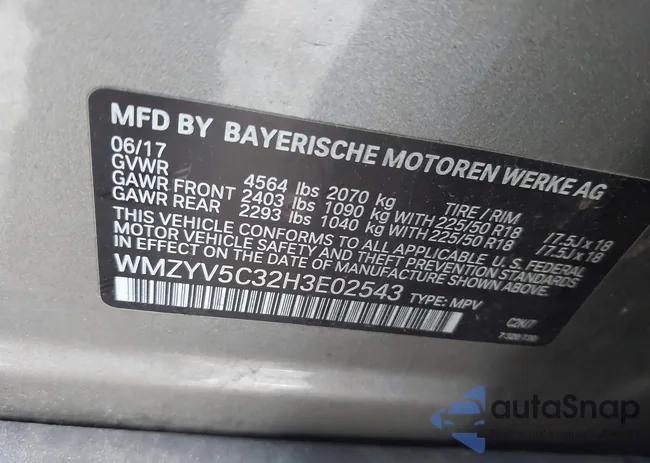 MFD BY BAYERISCHE MOTOREN WERKE AG
06/17
GVWR 4564 lbs 2070 kg TIRE / RIM
GAWR FRONT 2403 lbs 1090 kg WITH 225/50 R18 /7.5J x 18
GAWR REAR 2293 lbs 1040 kg WITH 225/50 R18 /7.5J x 18
THIS VEHICLE CONFORMS TO ALL APPLICABLE U.S. FEDERAL
MOTOR VEHICLE SAFETY AND THEFT PREVENTION STANDARDS
IN EFFECT ON THE DATE OF MANUFACTURE SHOWN ABOVE.
WMZYV5C32H3E02543 TYPE: MPV
autaSnap